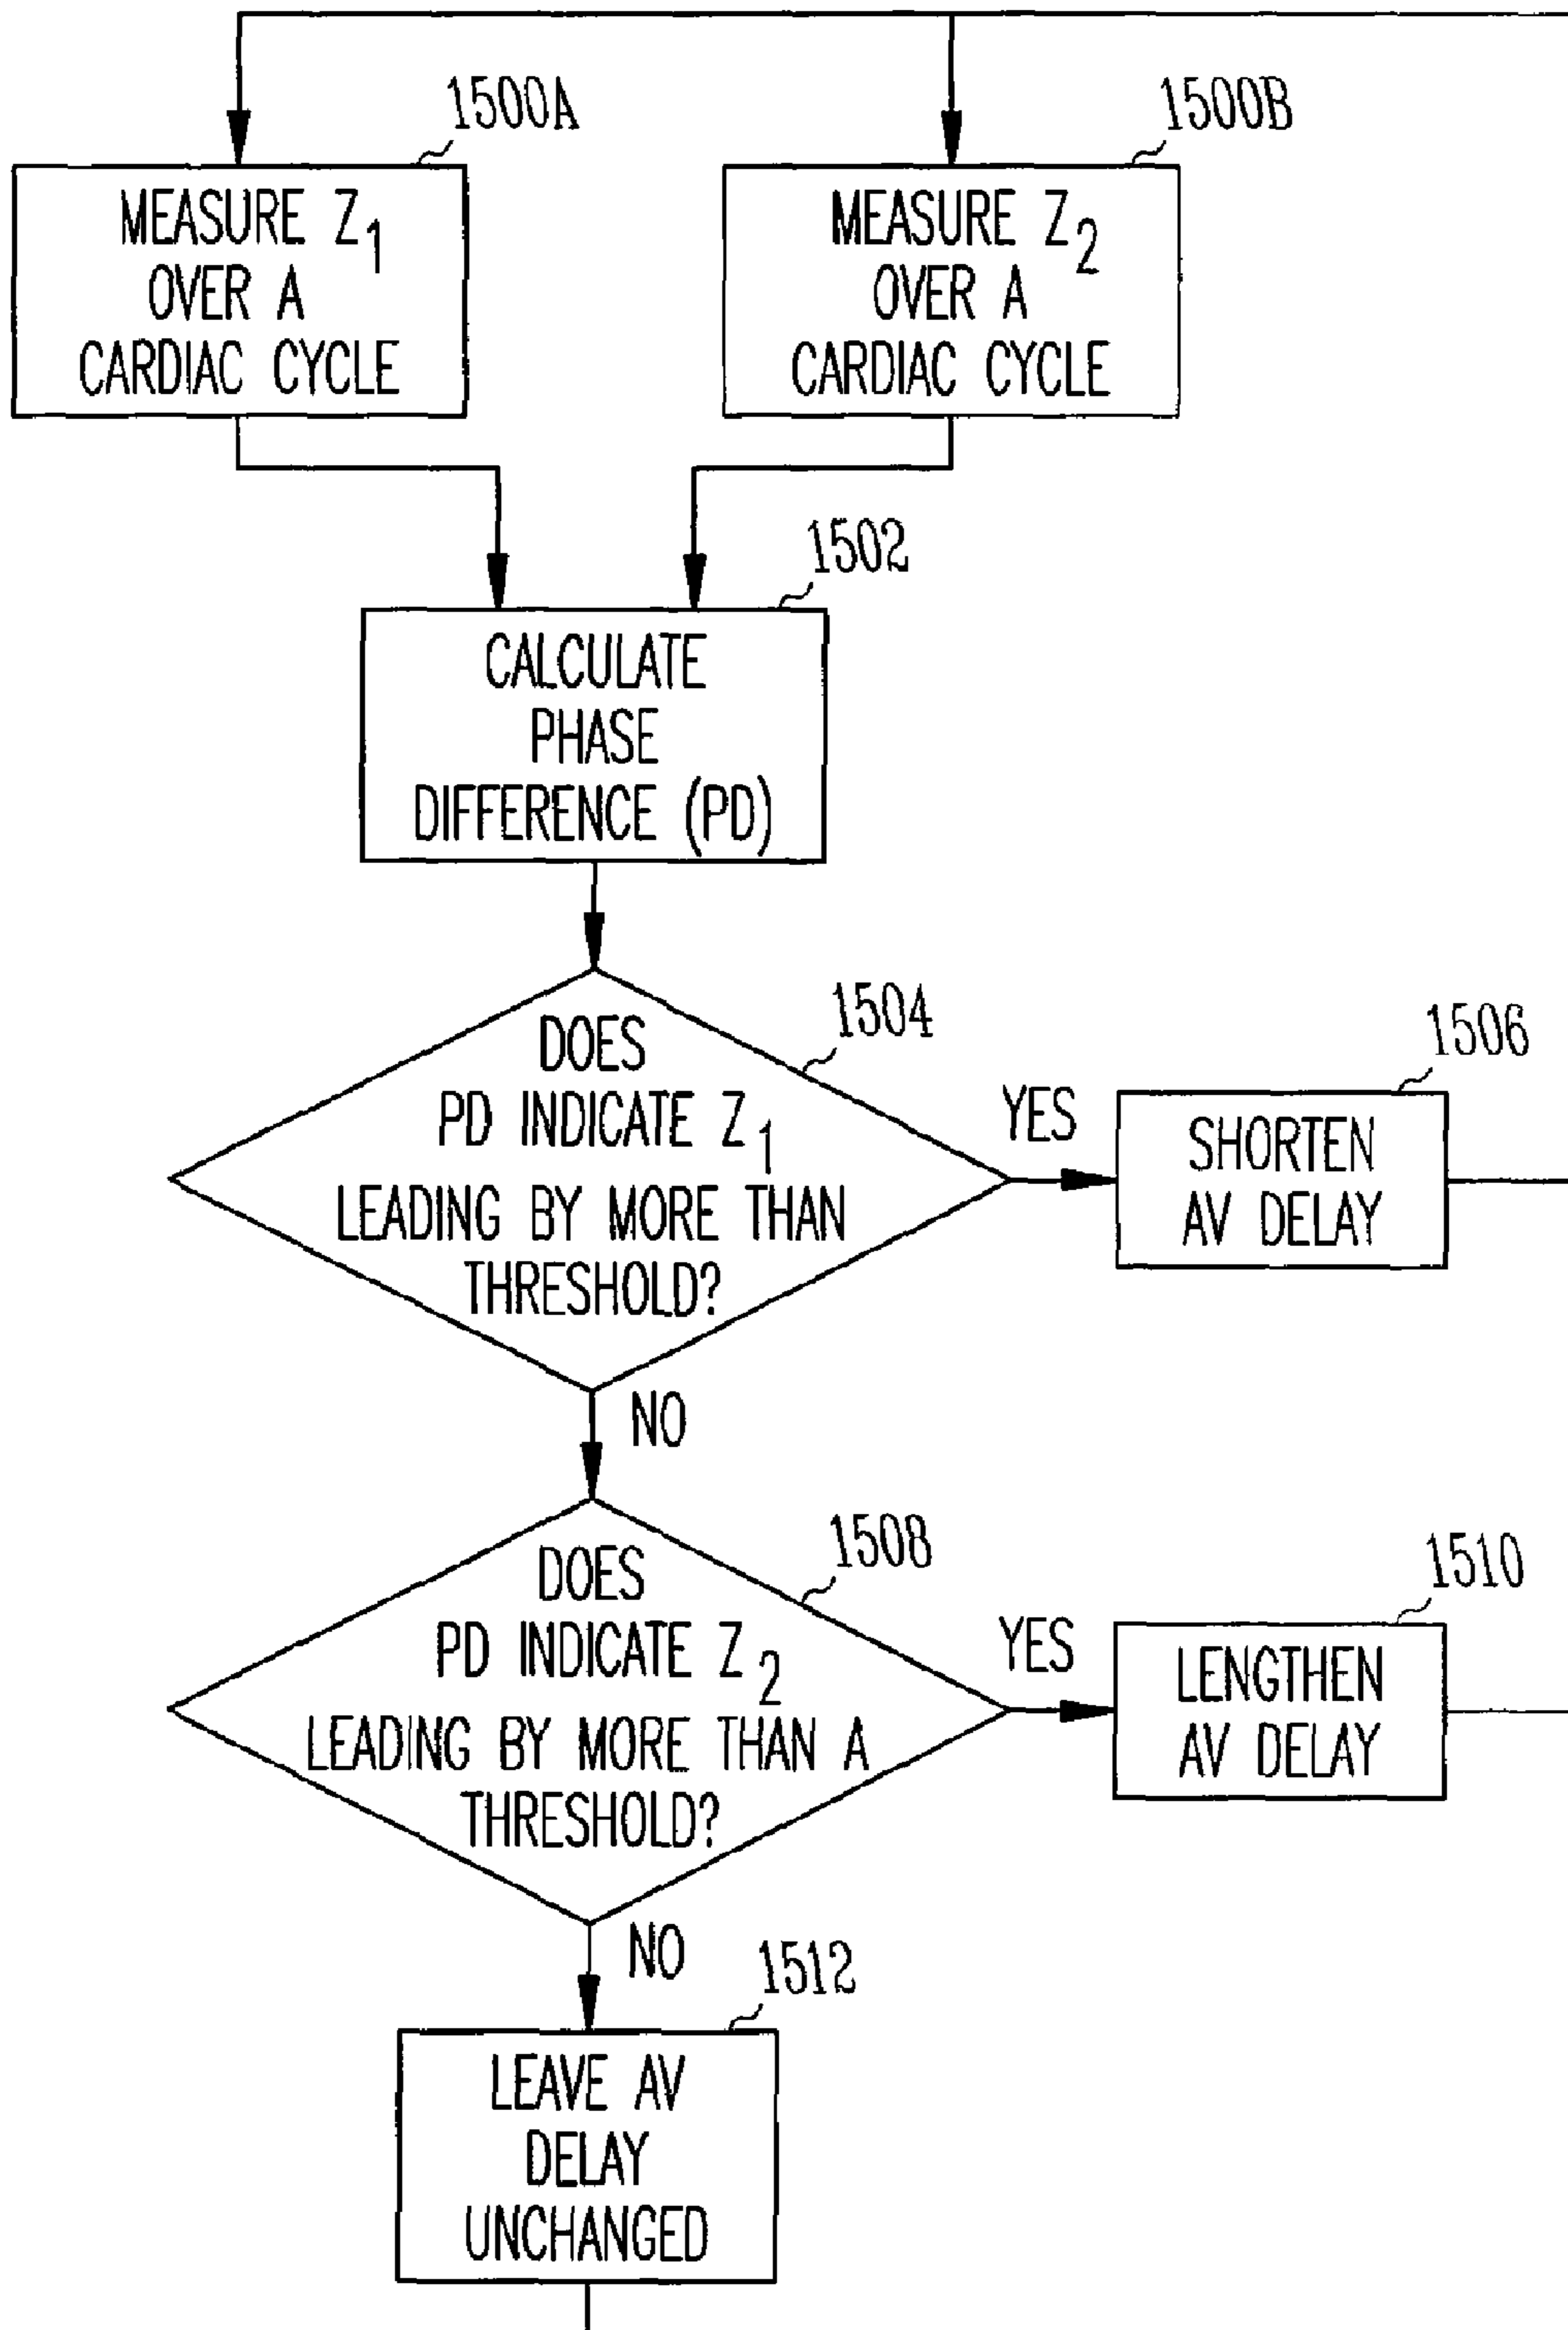 1500A
MEASURE Z1
OVER A
CARDIAC CYCLE
1500B
MEASURE Z2
OVER A
CARDIAC CYCLE
1502
CALCULATE
PHASE
DIFFERENCE (PD)
1504
DOES
PD INDICATE Z1
LEADING BY MORE THAN
THRESHOLD?
YES
1506
SHORTEN
AV DELAY
NO
1508
DOES
PD INDICATE Z2
LEADING BY MORE THAN A
THRESHOLD?
YES
1510
LENGTHEN
AV DELAY
NO
1512
LEAVE AV
DELAY
UNCHANGED